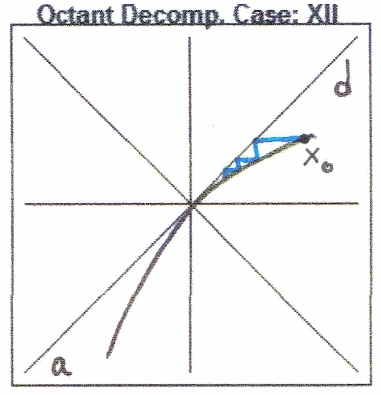 Octant Decomp. Case: XII
d
x₀
a